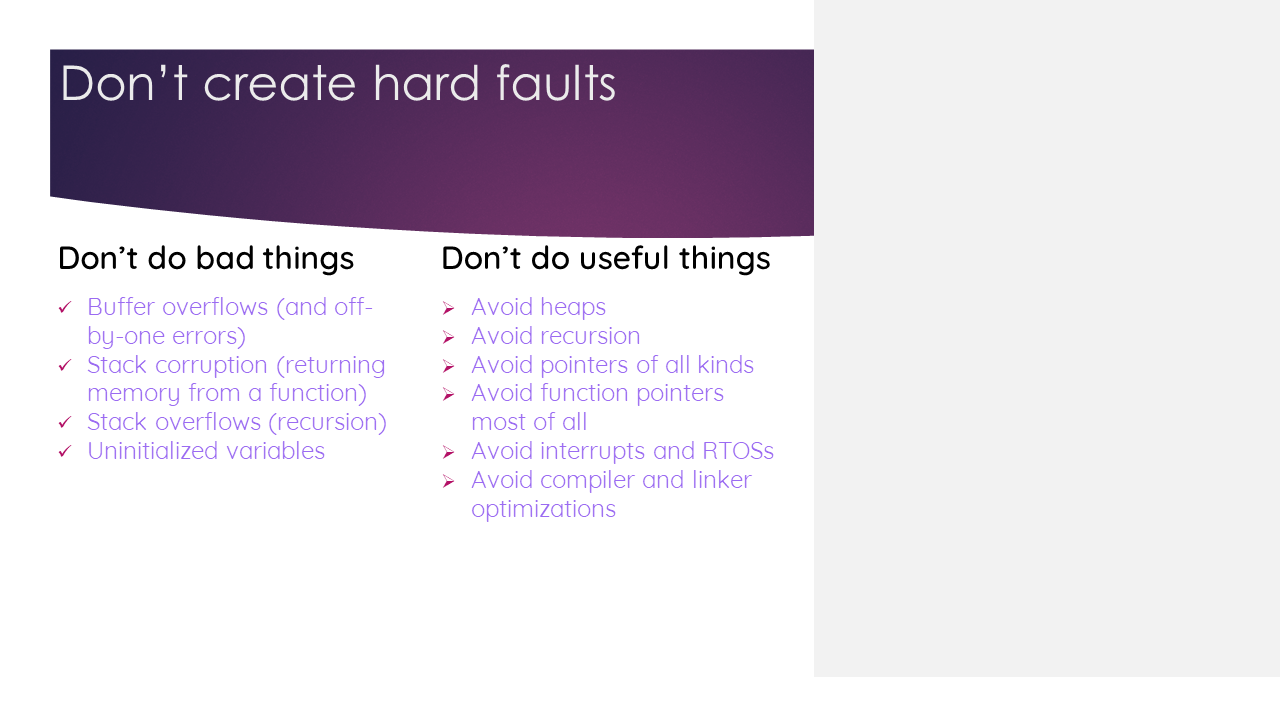 Don’t create hard faults
Don’t do bad things
Buffer overflows (and off-
by-one errors)
Stack corruption (returning
memory from a function)
Stack overflows (recursion)
Uninitialized variables
Don’t do useful things
Avoid heaps
Avoid recursion
Avoid pointers of all kinds
Avoid function pointers
most of all
Avoid interrupts and RTOSs
Avoid compiler and linker
optimizations